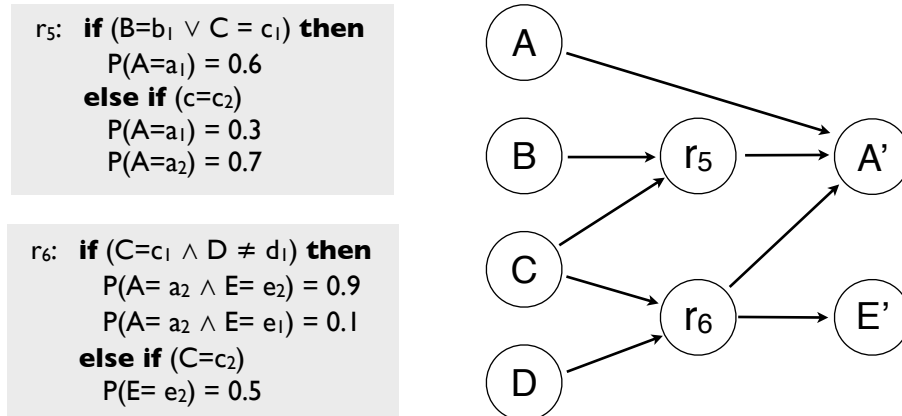 r₅: if (B=b₁ ∨ C = c₁) then
P(A=a₁) = 0.6
else if (c=c₂)
P(A=a₁) = 0.3
P(A=a₂) = 0.7
r₆: if (C=c₁ ∧ D ≠ d₁) then
P(A= a₂ ∧ E= e₂) = 0.9
P(A= a₂ ∧ E= e₁) = 0.1
else if (C=c₂)
P(E= e₂) = 0.5
A
B
r₅
A'
C
r₆
E'
D